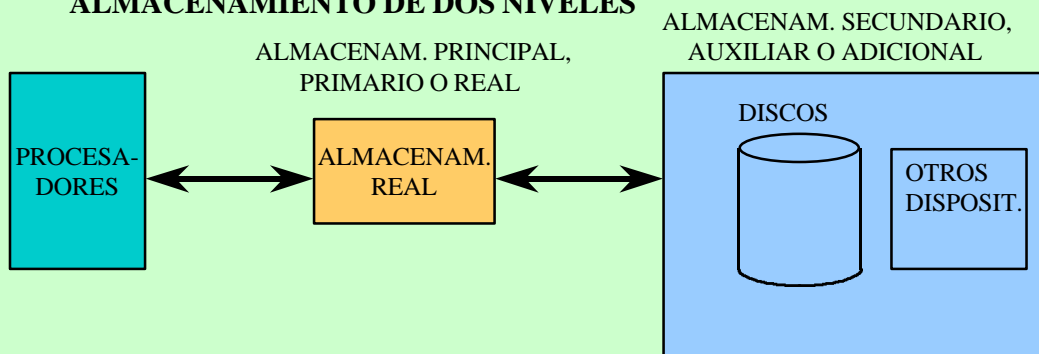 ALMACENAMIENTO DE DOS NIVELES
ALMACENAM. PRINCIPAL,
PRIMARIO O REAL
ALMACENAM. SECUNDARIO,
AUXILIAR O ADICIONAL
PROCESA-
DORES
ALMACENAM.
REAL
DISCOS
OTROS
DISPOSIT.